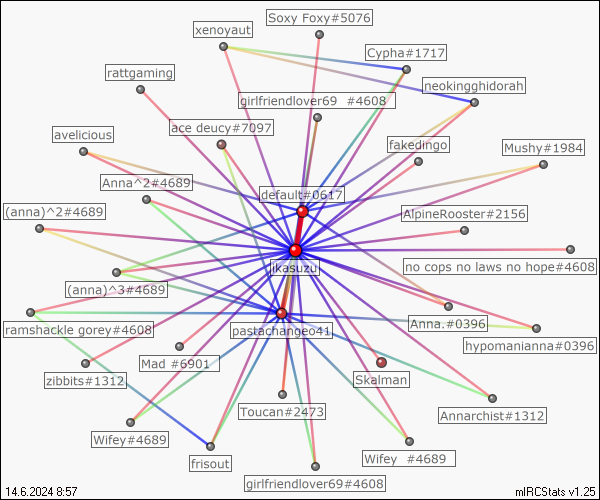 Soxy Foxy#5076
xenoyaut
Cypha#1717
rattgaming
neokingghidorah
girlfriendlover69 #4608
ace deucy#7097
avelicious
fakedingo
Mushy#1984
Anna^2#4689
default#0617
(anna)^2#4689
AlpineRooster#2156
jikasuzu
no cops no laws no hope#4608
(anna)^3#4689
Anna.#0396
ramshackle gorey#4608
pastachangeo41
hypomanianna#0396
Mad #6901
zibbits#1312
Skalman
Toucan#2473
Annarchist#1312
Wifey#4689
Wifey #4689
frisout
girlfriendlover69#4608
14.6.2024 8:57
mIRCStats v1.25